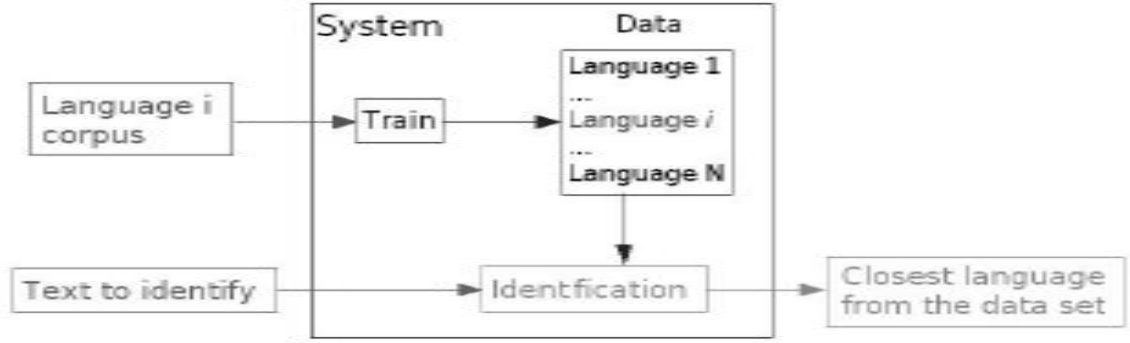 System
Data
Language 1
...
Language i
...
Language N
Language i
corpus
Train
Text to identify
Identfication
Closest language
from the data set